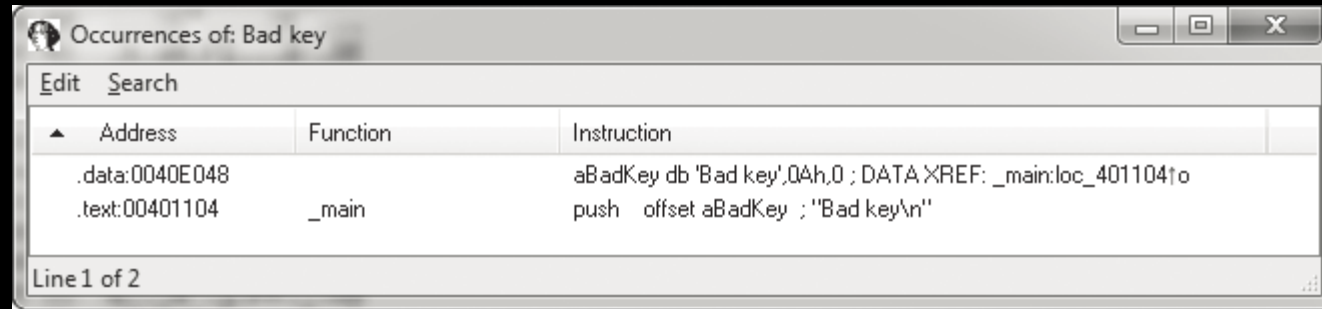 Occurrences of: Bad key
Edit Search
Address Function Instruction
.data:0040E048 aBadKey db 'Bad key',0Ah,0 ; DATA XREF: _main:loc_401104↑o
.text:00401104 _main push offset aBadKey ; "Bad key\n"
Line 1 of 2